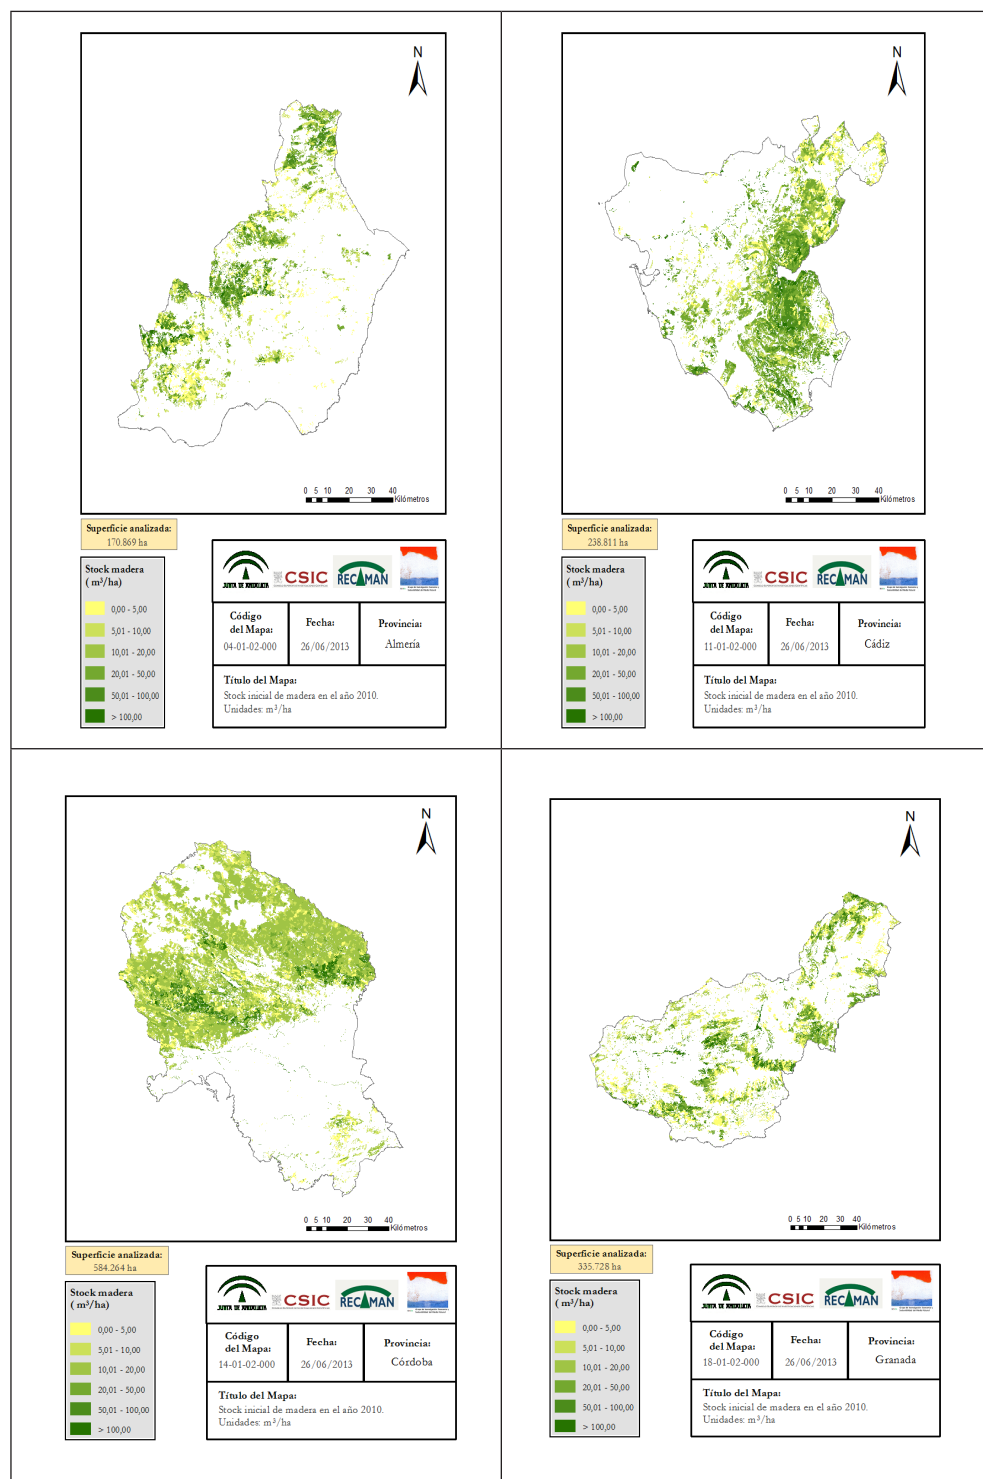 N
0 5 10 20 30 40
Kilómetros
Superficie analizada:
170.869 ha
Stock madera
( m³/ha)
0,00 - 5,00
5,01 - 10,00
10,01 - 20,00
20,01 - 50,00
50,01 - 100,00
> 100,00
JUNTA DE ANDALUCIA
CSIC
RECAMAN
Código
del Mapa:
04-01-02-000
Fecha:
26/06/2013
Provincia:
Almería
Título del Mapa:
Stock inicial de madera en el año 2010.
Unidades: m³/ha
N
0 5 10 20 30 40
Kilómetros
Superficie analizada:
238.811 ha
Stock madera
( m³/ha)
0,00 - 5,00
5,01 - 10,00
10,01 - 20,00
20,01 - 50,00
50,01 - 100,00
> 100,00
JUNTA DE ANDALUCIA
CSIC
RECAMAN
Código
del Mapa:
11-01-02-000
Fecha:
26/06/2013
Provincia:
Cádiz
Título del Mapa:
Stock inicial de madera en el año 2010.
Unidades: m³/ha
N
0 5 10 20 30 40
Kilómetros
Superficie analizada:
584.264 ha
Stock madera
( m³/ha)
0,00 - 5,00
5,01 - 10,00
10,01 - 20,00
20,01 - 50,00
50,01 - 100,00
> 100,00
JUNTA DE ANDALUCIA
CSIC
RECAMAN
Código
del Mapa:
14-01-02-000
Fecha:
26/06/2013
Provincia:
Córdoba
Título del Mapa:
Stock inicial de madera en el año 2010.
Unidades: m³/ha
N
0 5 10 20 30 40
Kilómetros
Superficie analizada:
335.728 ha
Stock madera
( m³/ha)
0,00 - 5,00
5,01 - 10,00
10,01 - 20,00
20,01 - 50,00
50,01 - 100,00
> 100,00
JUNTA DE ANDALUCIA
CSIC
RECAMAN
Código
del Mapa:
18-01-02-000
Fecha:
26/06/2013
Provincia:
Granada
Título del Mapa:
Stock inicial de madera en el año 2010.
Unidades: m³/ha